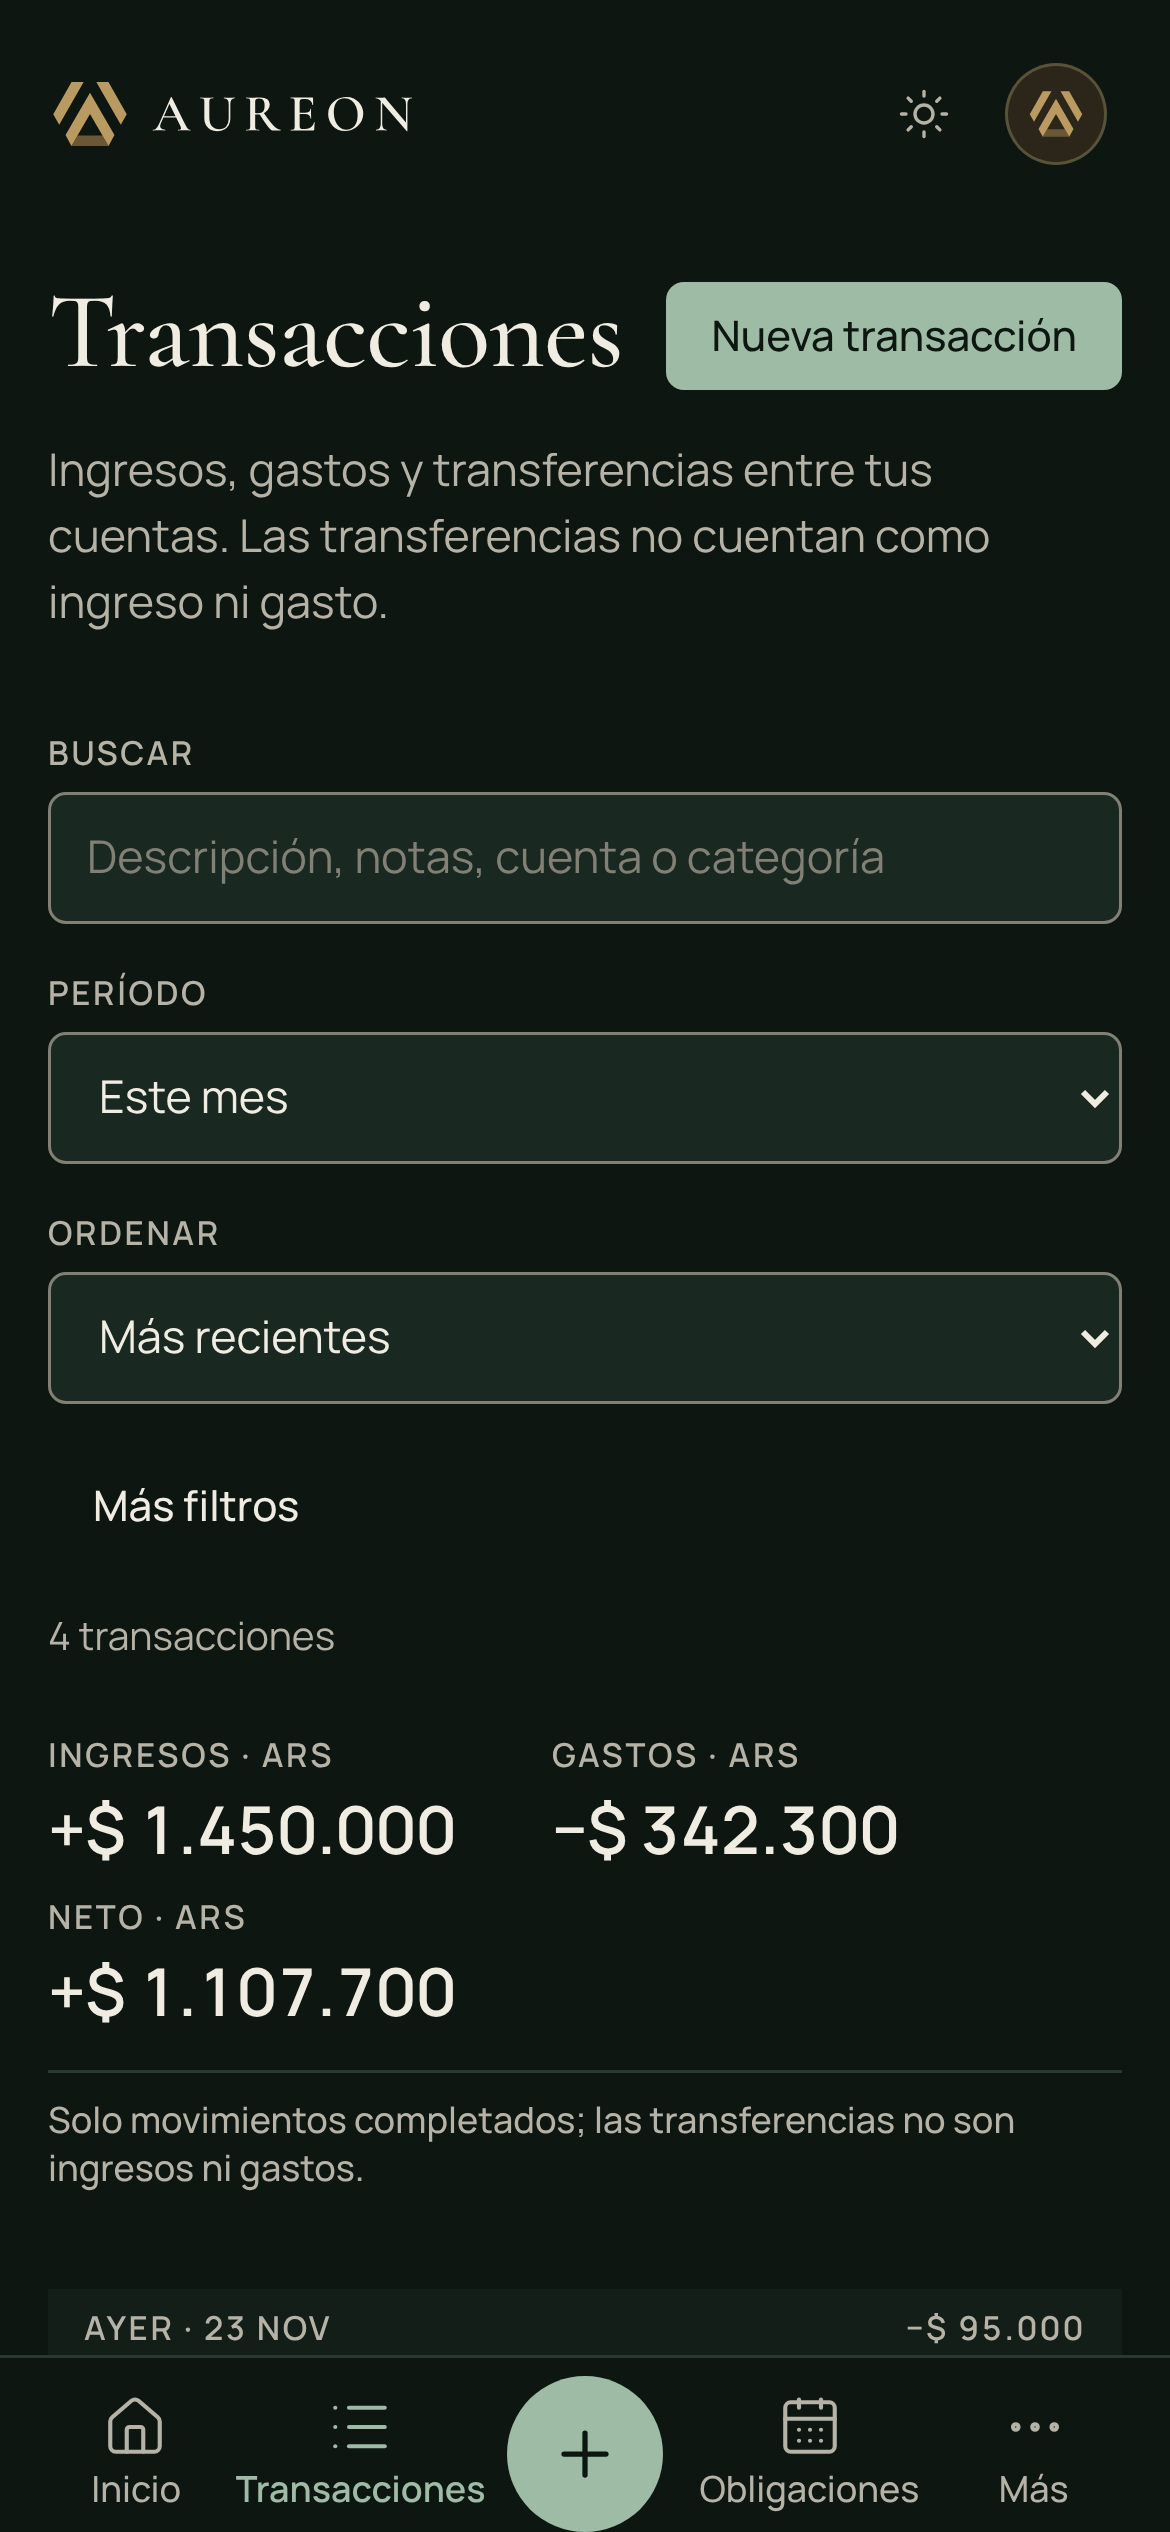 AUREON
Transacciones
Nueva transacción
Ingresos, gastos y transferencias entre tus
cuentas. Las transferencias no cuentan como
ingreso ni gasto.
BUSCAR
Descripción, notas, cuenta o categoría
PERÍODO
Este mes
ORDENAR
Más recientes
Más filtros
4 transacciones
INGRESOS · ARS
+$ 1.450.000
GASTOS · ARS
−$ 342.300
NETO · ARS
+$ 1.107.700
Solo movimientos completados; las transferencias no son
ingresos ni gastos.
AYER · 23 NOV
−$ 95.000
Inicio
Transacciones
Obligaciones
Más